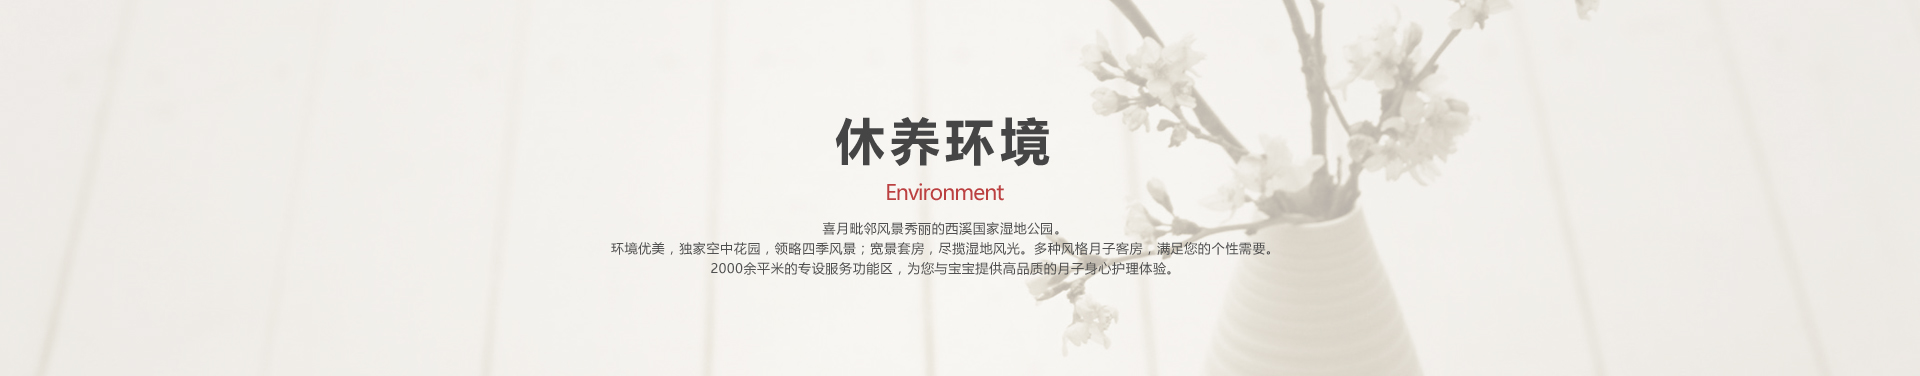 休养环境
Environment
喜月毗邻风景秀丽的西溪国家湿地公园。
环境优美，独家空中花园，领略四季风景；宽景套房，尽揽湿地风光。多种风格月子客房，满足您的个性需要。
2000余平米的专设服务功能区，为您与宝宝提供高品质的月子身心护理体验。